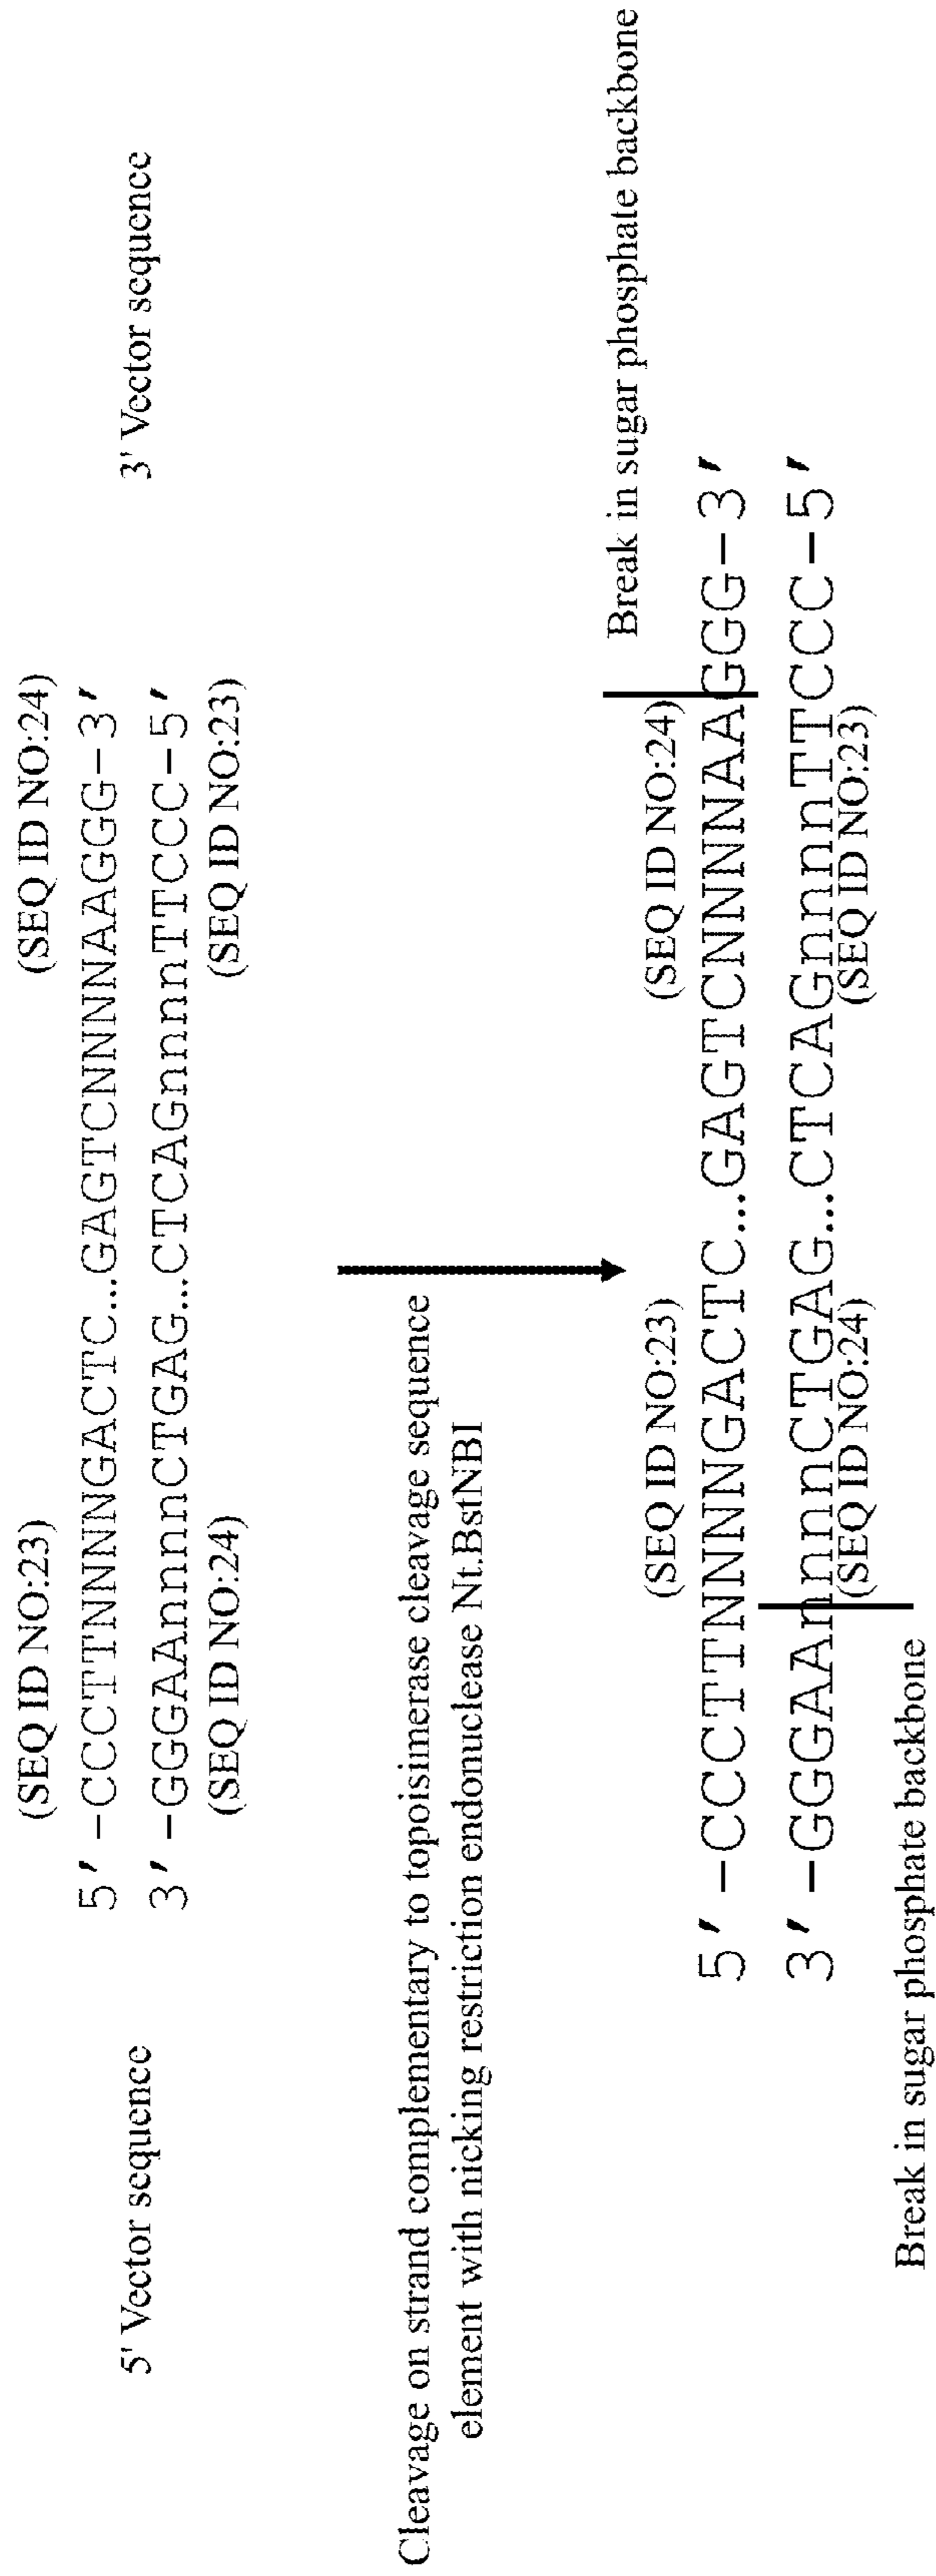 (SEQ ID NO:23) (SEQ ID NO:24)
5' Vector sequence 5'-CCCTTNNNNGACTC...GAGTCNNNNAAGGG-3' 3' Vector sequence
3'-GGGAAnnnnCTGAG...CTCAGnnnnTTCCC-5'
(SEQ ID NO:24) (SEQ ID NO:23)
Cleavage on strand complementary to topoisimerase cleavage sequence
element with nicking restriction endonuclease Nt.BstNBI
Break in sugar phosphate backbone
(SEQ ID NO:23) (SEQ ID NO:24)
5'-CCCTTNNNNGACTC...GAGTCNNNNAAGGG-3'
3'-GGGAAnnnnCTGAG...CTCAGnnnnTTCCC-5'
(SEQ ID NO:24) (SEQ ID NO:23)
Break in sugar phosphate backbone